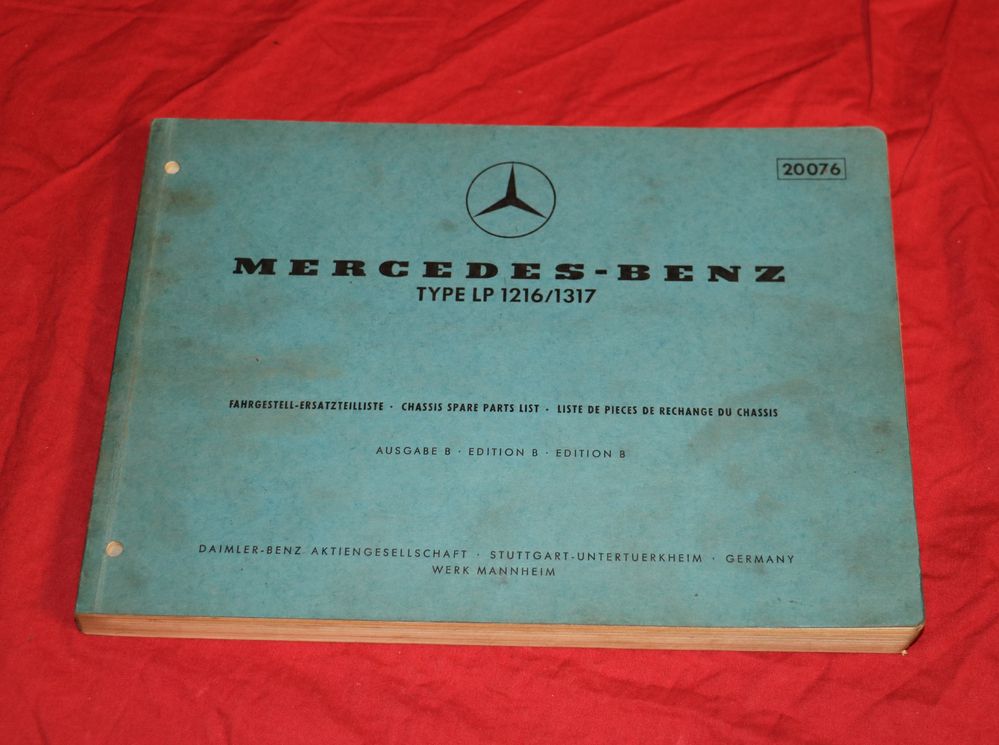 20076
MERCEDES-BENZ
TYPE LP 1216/1317
FAHRGESTELL-ERSATZTEILLISTE · CHASSIS SPARE PARTS LIST · LISTE DE PIECES DE RECHANGE DU CHASSIS
AUSGABE B · EDITION B · EDITION B
DAIMLER-BENZ AKTIENGESELLSCHAFT · STUTTGART-UNTERTUERKHEIM · GERMANY
WERK MANNHEIM